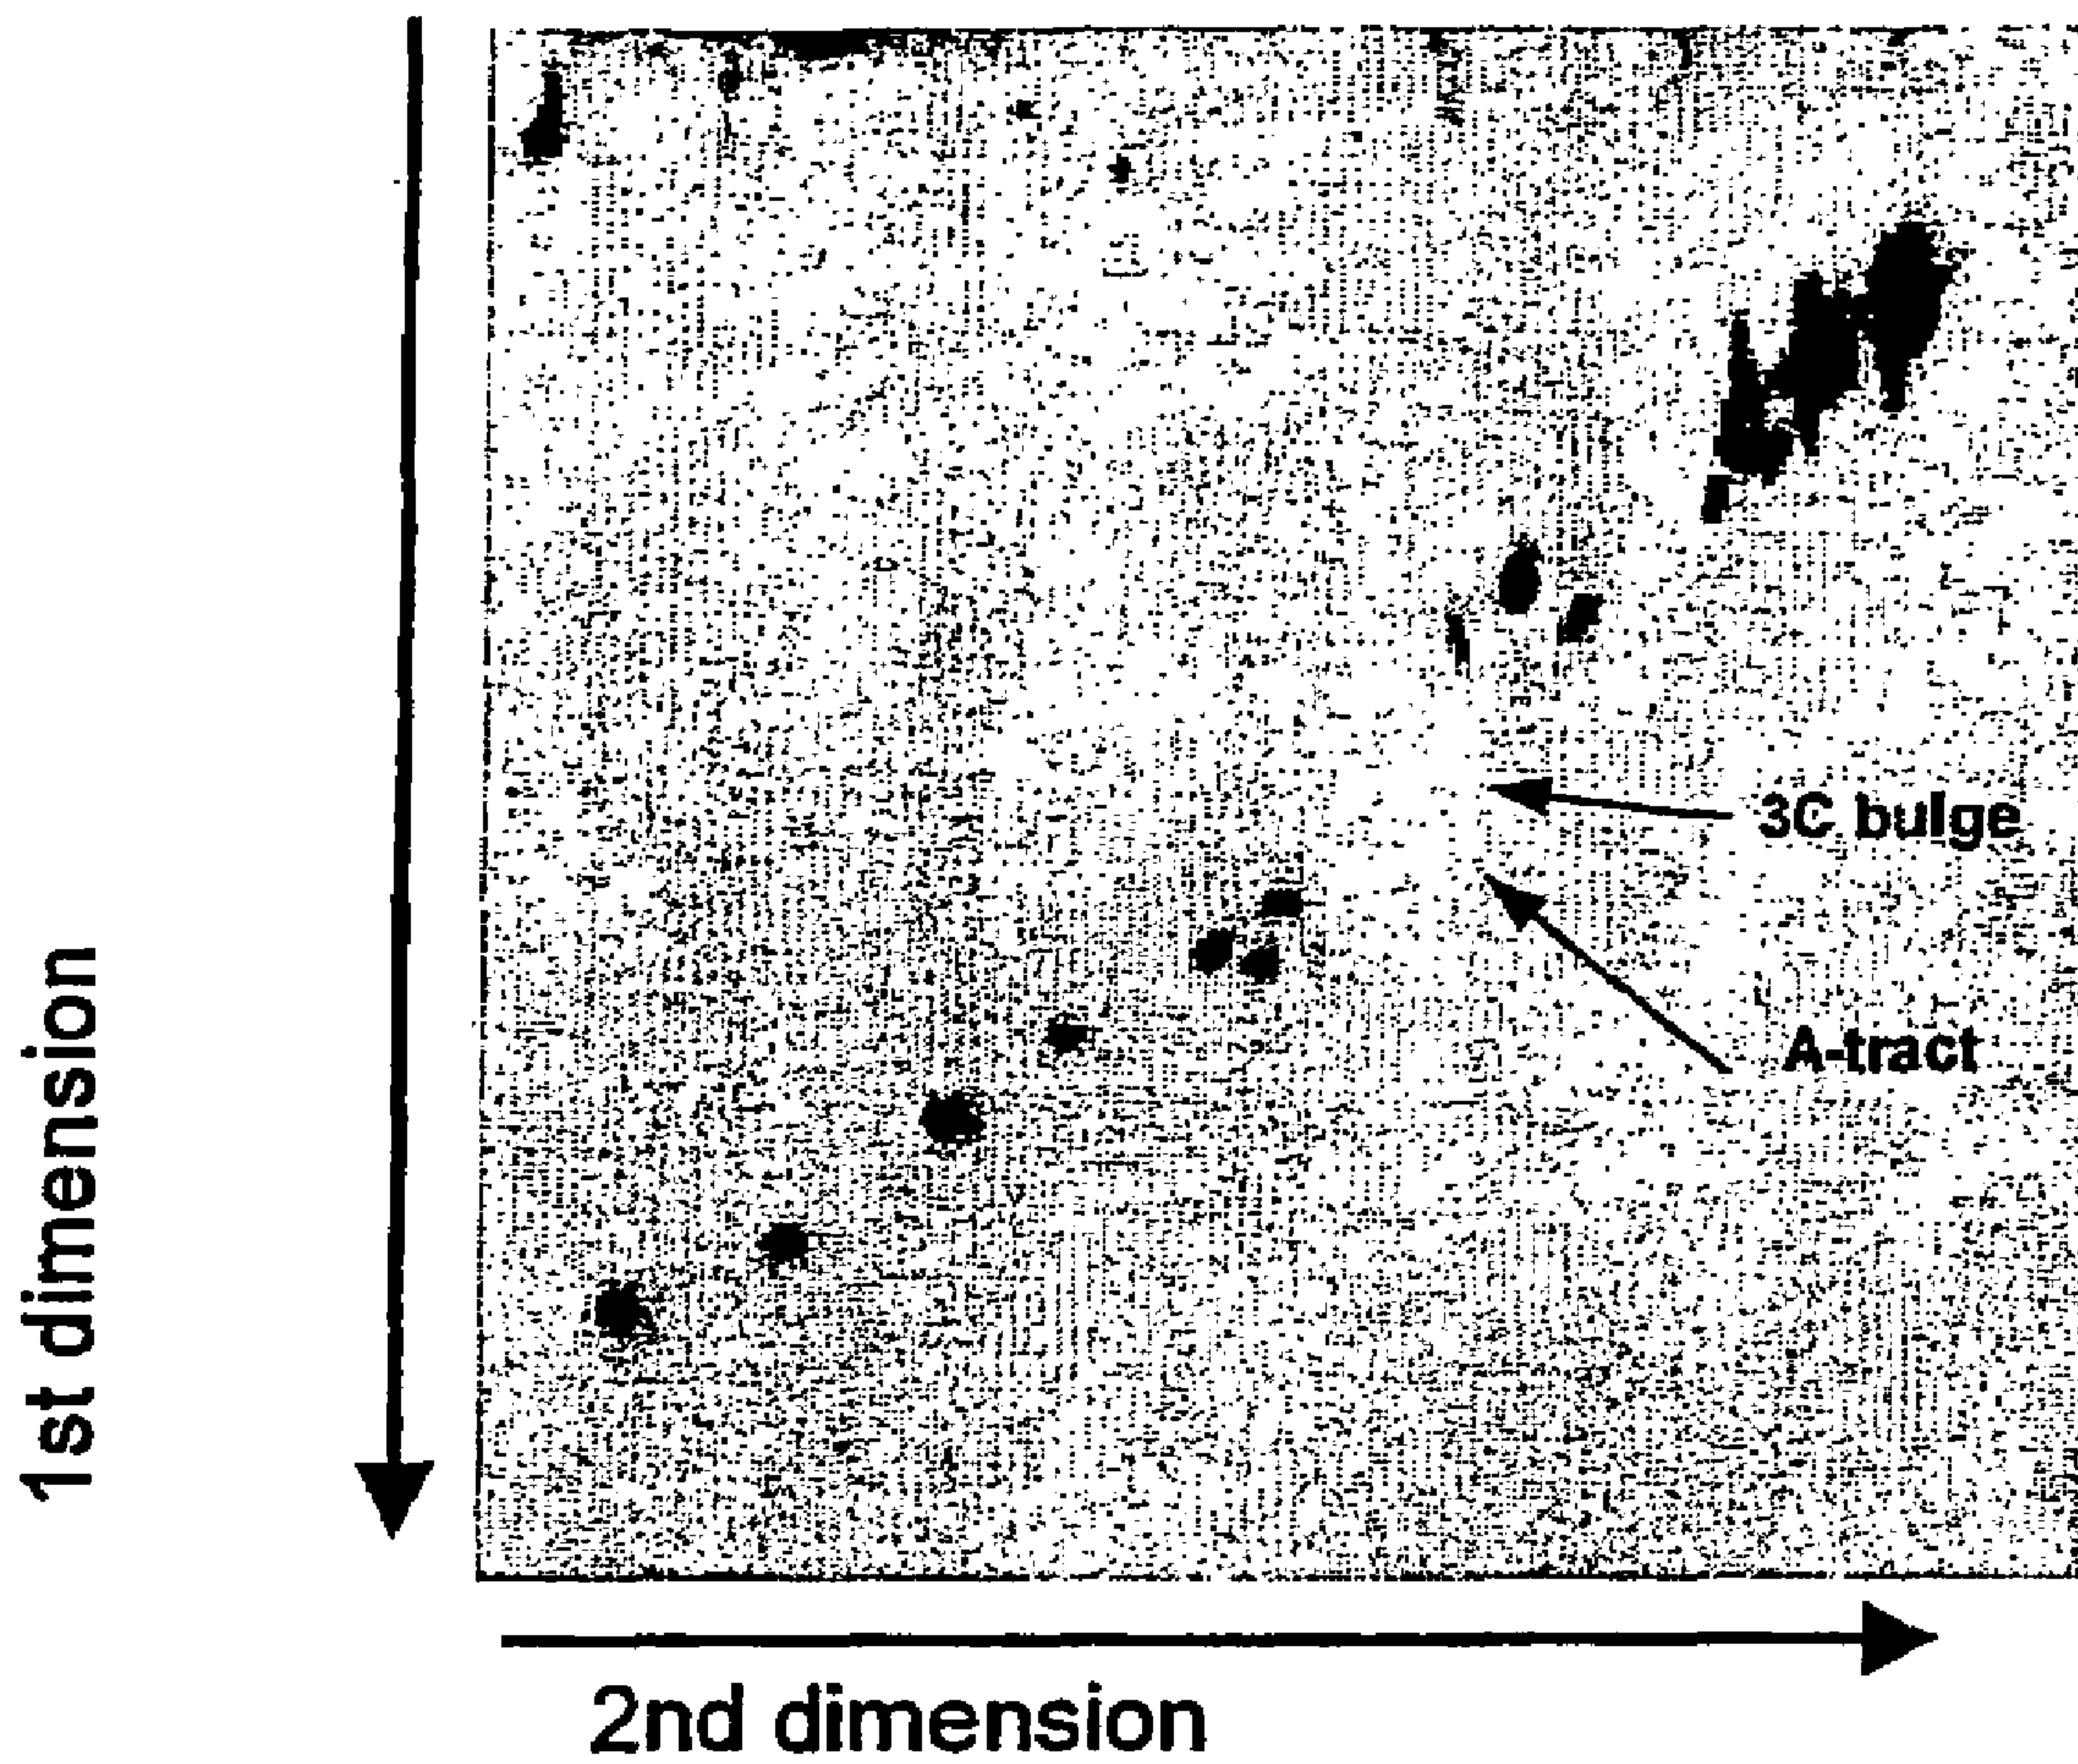 3C bulge
A-tract
1st dimension
2nd dimension